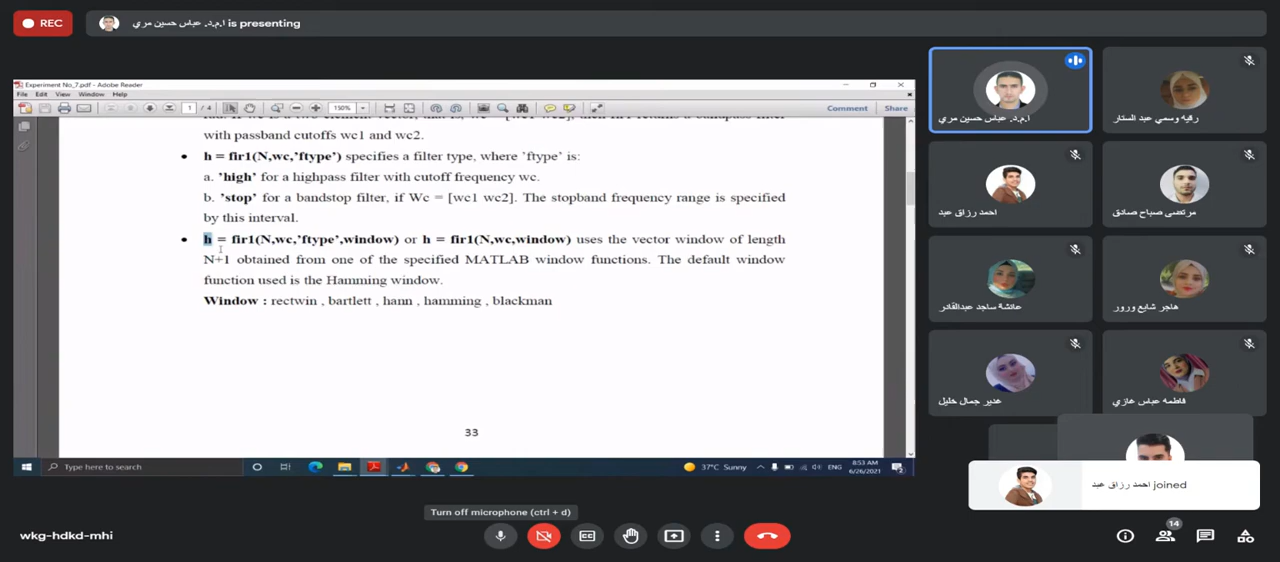 REC
ا.م.د. عباس حسين مري is presenting
Experiment No_7.pdf - Adobe Reader
File Edit View Window Help
1 / 4
150%
Comment
Share
with passband cutoffs wc1 and wc2.
• h = fir1(N,wc,’ftype’) specifies a filter type, where ’ftype’ is:
a. ’high’ for a highpass filter with cutoff frequency wc.
b. ’stop’ for a bandstop filter, if Wc = [wc1 wc2]. The stopband frequency range is specified
by this interval.
• h = fir1(N,wc,’ftype’,window) or h = fir1(N,wc,window) uses the vector window of length
N+1 obtained from one of the specified MATLAB window functions. The default window
function used is the Hamming window.
Window : rectwin , bartlett , hann , hamming , blackman
33
Type here to search
37°C Sunny
ENG
8:53 AM
6/26/2021
ا.م.د. عباس حسين مري
رقيه وسمي عبد الستار
احمد رزاق عبد
مرتضى صباح صادق
عائشة ساجد عبدالقادر
هاجر شايع ورور
غدير جمال خليل
فاطمه عباس غازي
احمد رزاق عبد joined
Turn off microphone (ctrl + d)
wkg-hdkd-mhi
14